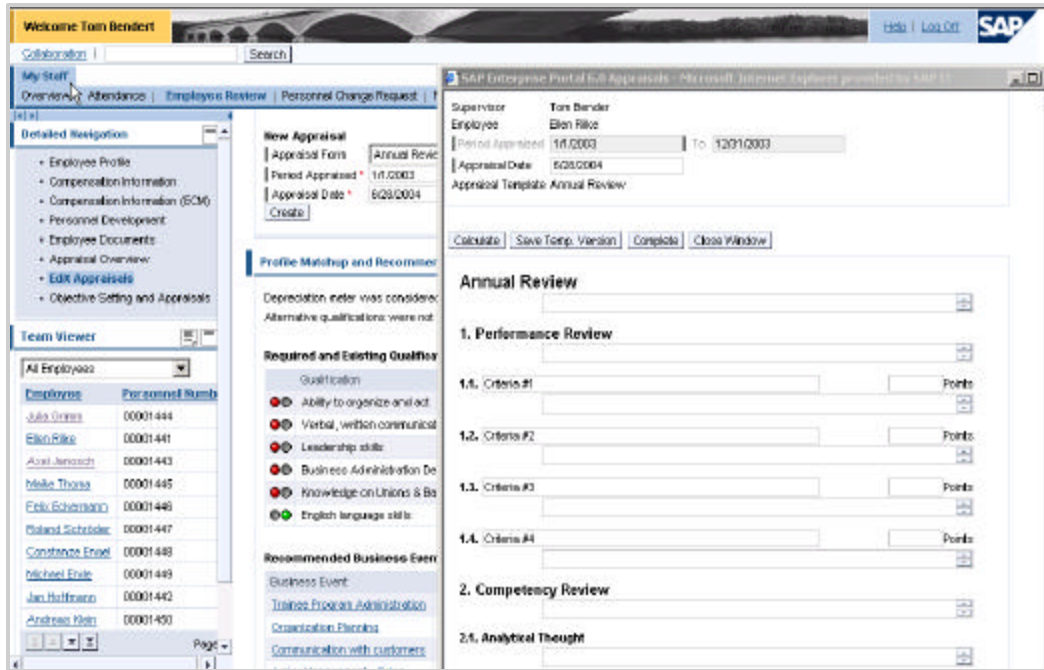 Welcome Tom Bendert
Help | Log Off
SAP
Collaboration |
Search
My Staff
Overview | Attendance | Employee Review | Personnel Change Request |
Detailed Navigation
Employee Profile
Compensation Information
Compensation Information (ECM)
Personnel Development
Employee Documents
Appraisal Overview
Edit Appraisals
Objective Setting and Appraisals
Team Viewer
All Employees
Employee Personnel Numb
Julia Grimm 00001444
Ellen Rilke 00001441
Axel Janosch 00001443
Meike Thoma 00001445
Felix Echermann 00001446
Roland Schröder 00001447
Constanze Engel 00001448
Michael Ende 00001449
Jan Hoffmann 00001442
Andreas Klein 00001450
Page
New Appraisal
Appraisal Form Annual Revie
Period Appraised * 1/1/2003
Appraisal Date * 6/28/2004
Create
Profile Matchup and Recommen
Depreciation meter was considered
Alternative qualifications were not
Required and Existing Qualifica
Qualification
Ability to organize and act
Verbal, written communicat
Leadership skills
Business Administration De
Knowledge on Unions & Ba
English language skills
Recommended Business Even
Business Event
Trainee Program Administration
Organization Planning
Communication with customers
SAP Enterprise Portal 6.0 Appraisals - Microsoft Internet Explorer provided by SAP IT
Supervisor Tom Bender
Employee Ellen Rilke
Period Appraised 1/1/2003 To 12/31/2003
Appraisal Date 6/28/2004
Appraisal Template Annual Review
Calculate Save Temp. Version Complete Close Window
Annual Review
1. Performance Review
1.1. Criteria #1 Points
1.2. Criteria #2 Points
1.3. Criteria #3 Points
1.4. Criteria #4 Points
2. Competency Review
2.1. Analytical Thought